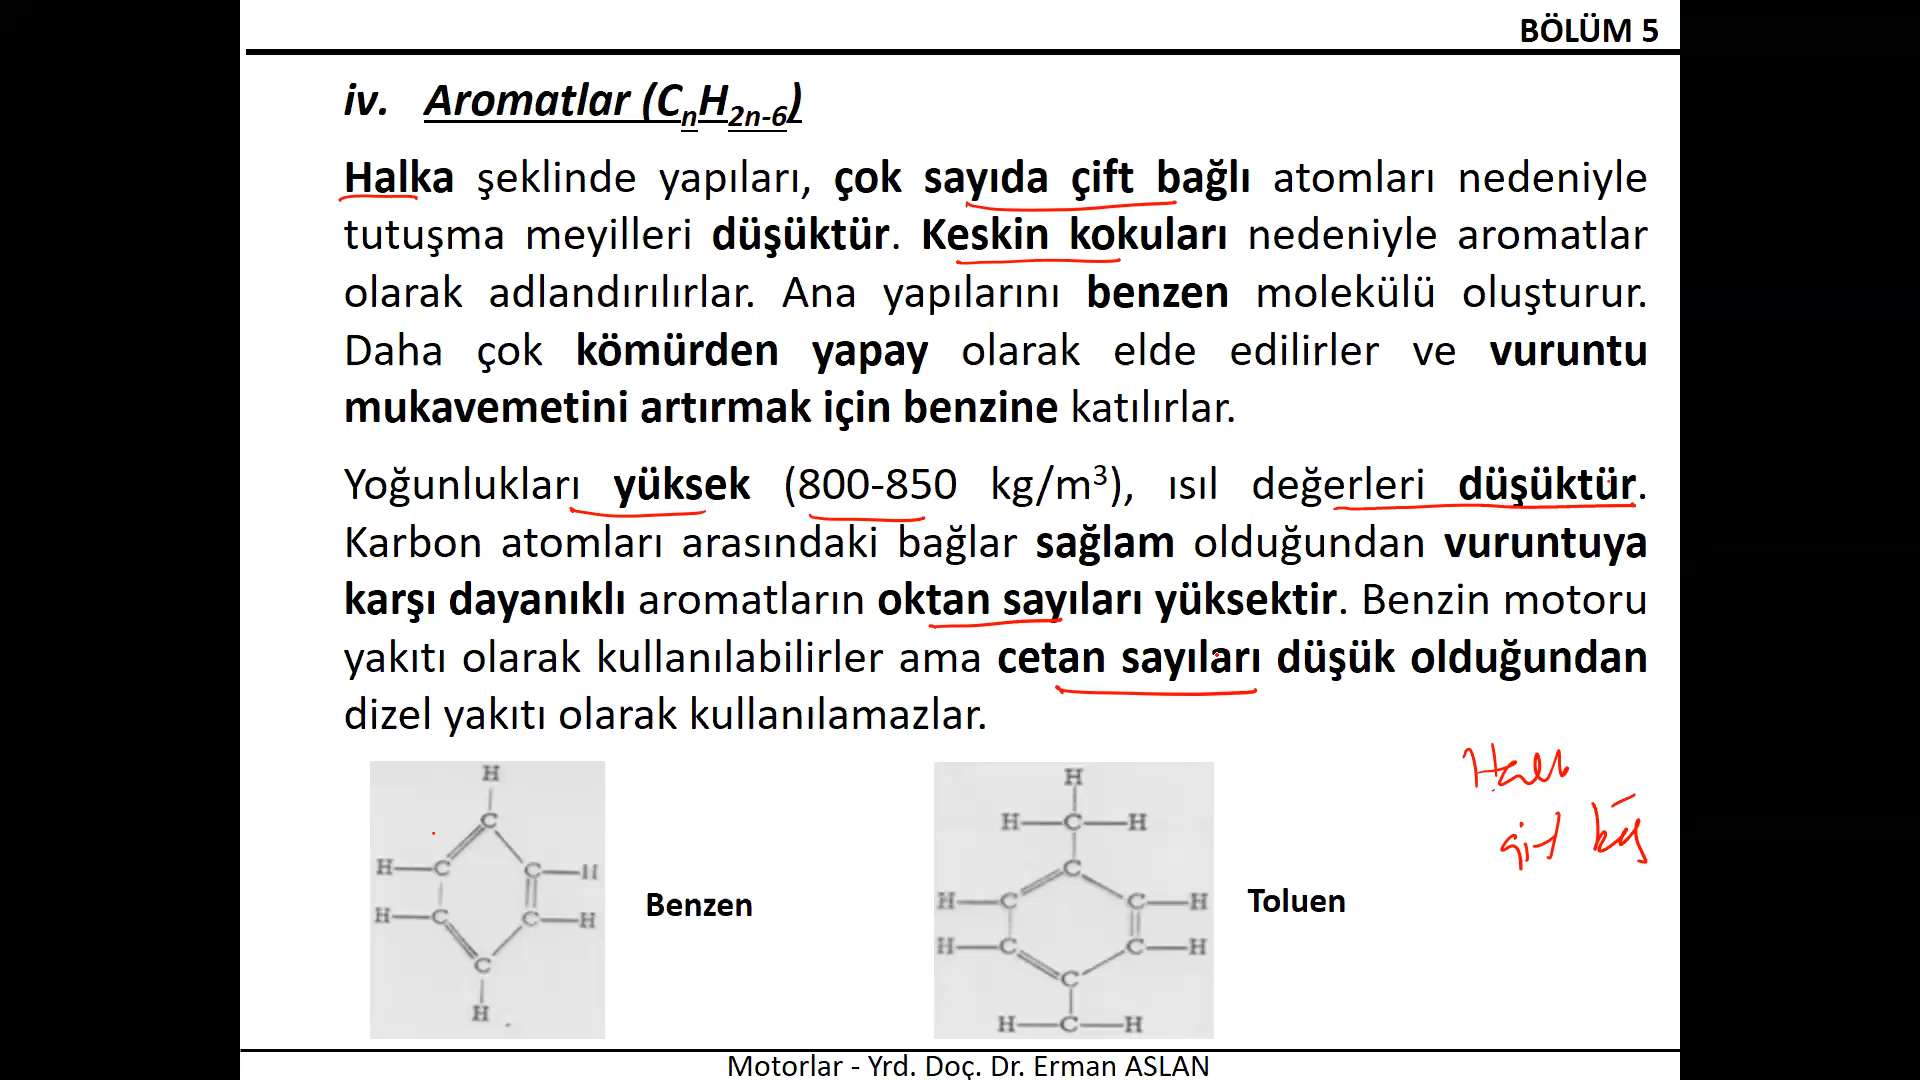 BÖLÜM 5
iv. Aromatlar (CnH2n-6)
Halka şeklinde yapıları, çok sayıda çift bağlı atomları nedeniyle
tutuşma meyilleri düşüktür. Keskin kokuları nedeniyle aromatlar
olarak adlandırılırlar. Ana yapılarını benzen molekülü oluşturur.
Daha çok kömürden yapay olarak elde edilirler ve vuruntu
mukavemetini artırmak için benzine katılırlar.
Yoğunlukları yüksek (800-850 kg/m³), ısıl değerleri düşüktür.
Karbon atomları arasındaki bağlar sağlam olduğundan vuruntuya
karşı dayanıklı aromatların oktan sayıları yüksektir. Benzin motoru
yakıtı olarak kullanılabilirler ama cetan sayıları düşük olduğundan
dizel yakıtı olarak kullanılamazlar.
H
C
H C C H
H C C H
C
H
Benzen
H
H C H
C
H C C H
H C C H
C
H C H
Toluen
çift
Motorlar - Yrd. Doç. Dr. Erman ASLAN